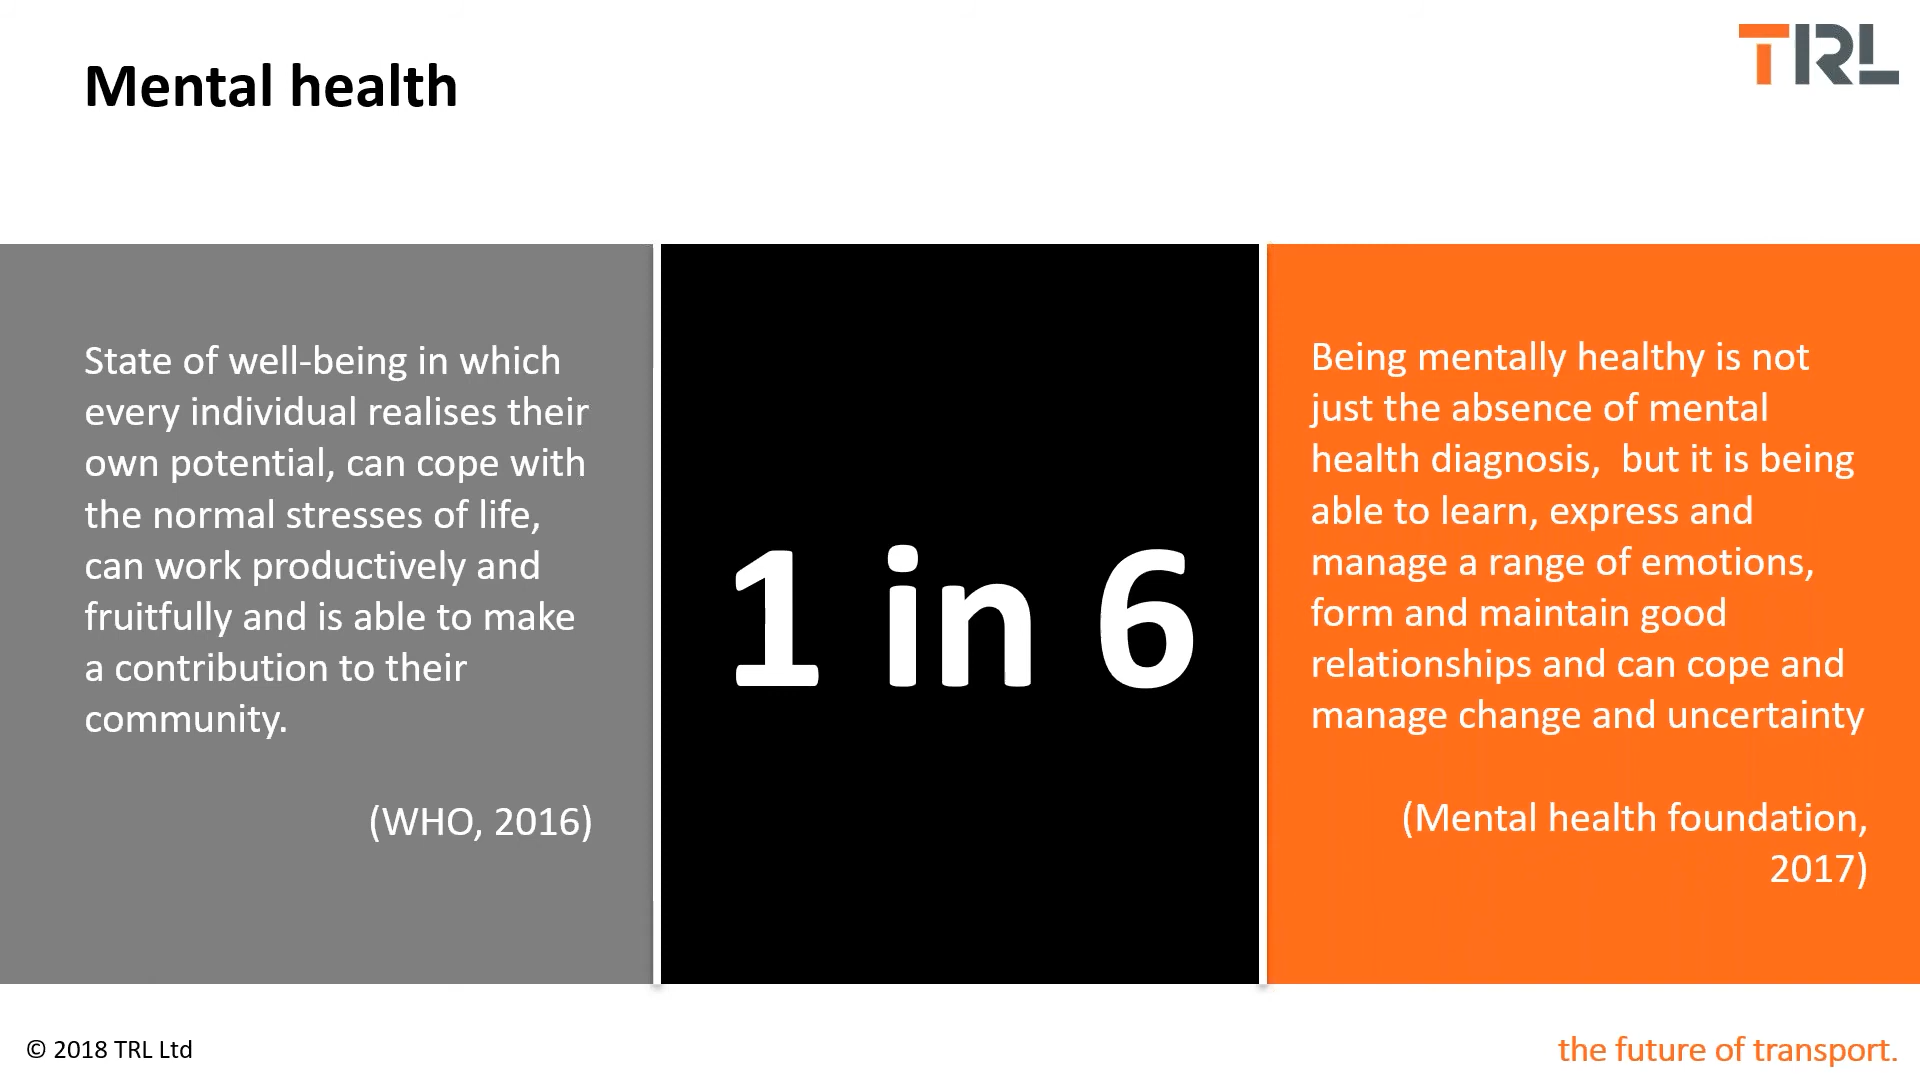 Mental health
TRL
State of well-being in which
every individual realises their
own potential, can cope with
the normal stresses of life,
can work productively and
fruitfully and is able to make
a contribution to their
community.
(WHO, 2016)
1 in 6
Being mentally healthy is not
just the absence of mental
health diagnosis,  but it is being
able to learn, express and
manage a range of emotions,
form and maintain good
relationships and can cope and
manage change and uncertainty
(Mental health foundation,
2017)
© 2018 TRL Ltd
the future of transport.